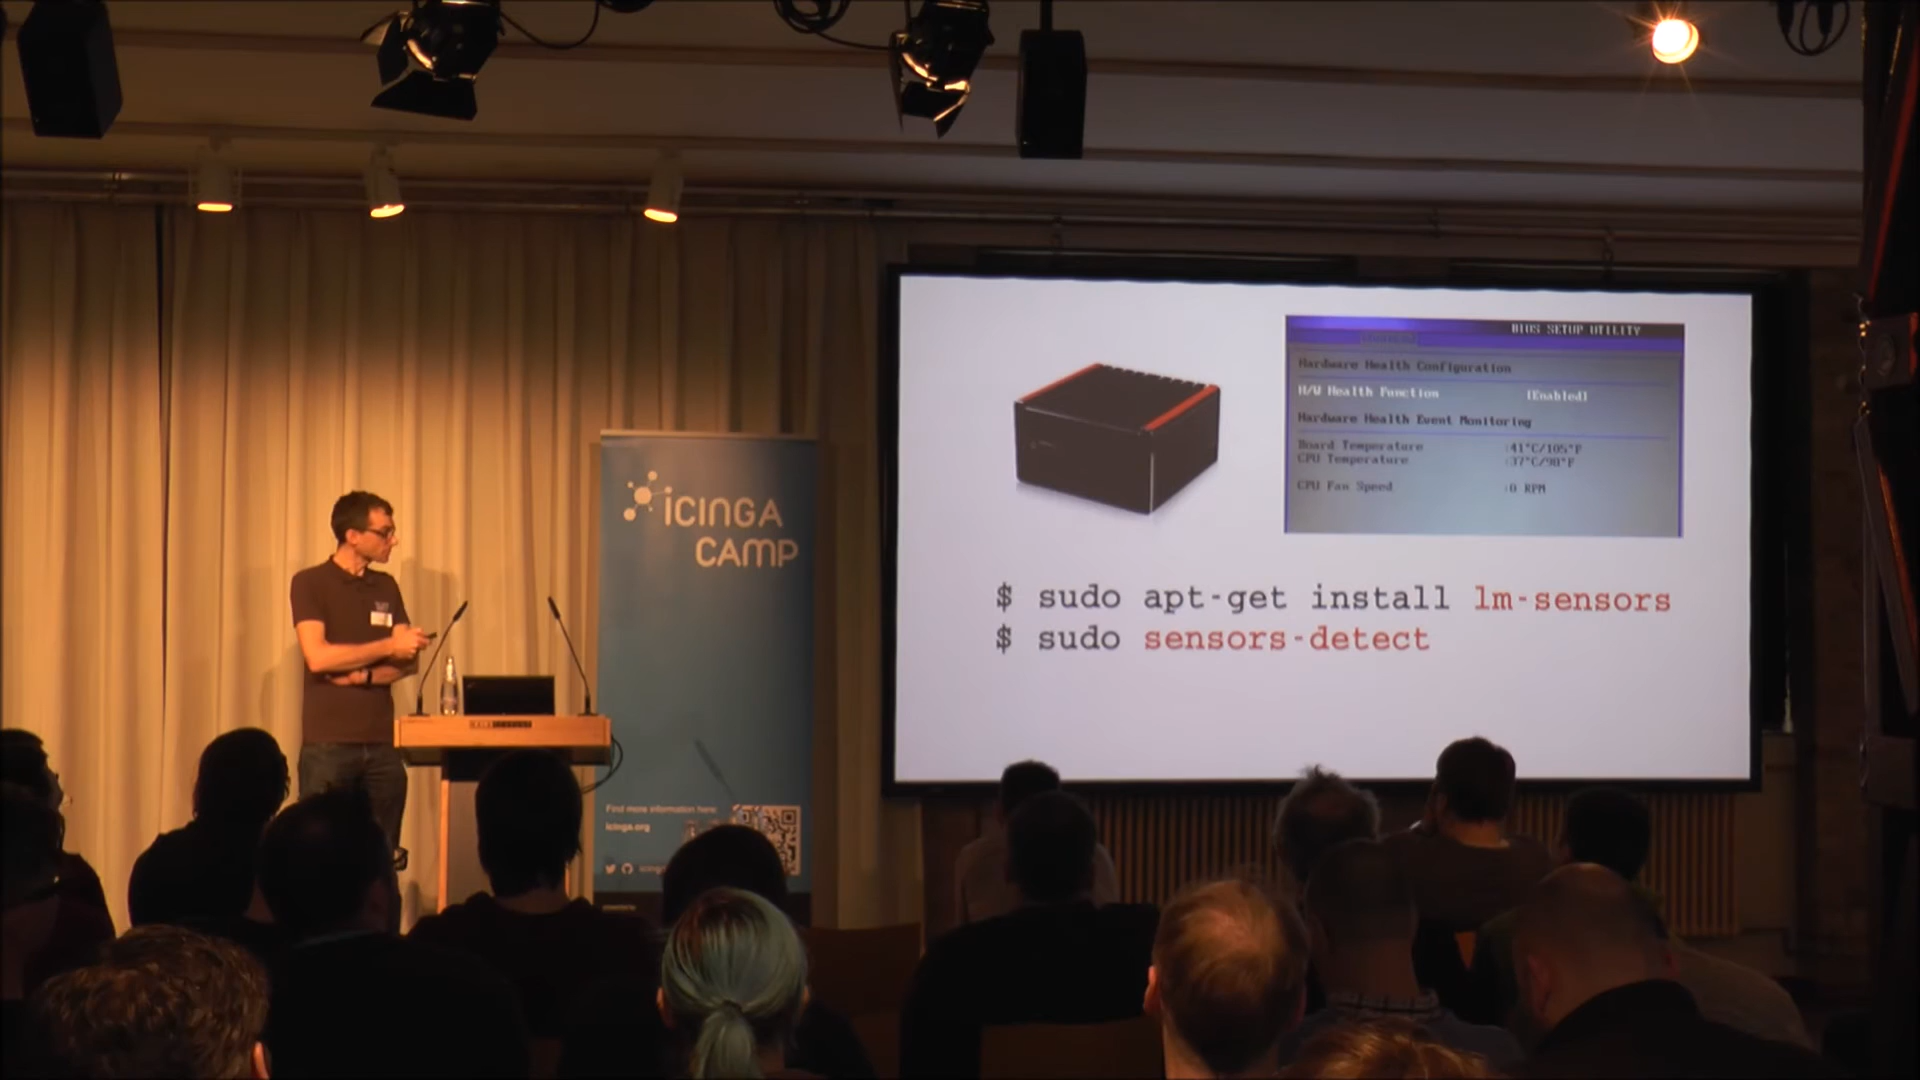 ICINGA
CAMP
Find more information here:
icinga.org
BIOS SETUP UTILITY
Hardware Health Configuration
H/W Health Function [Enabled]
Hardware Health Event Monitoring
Board Temperature :41°C/105°F
CPU Temperature :37°C/98°F
CPU Fan Speed :0 RPM
$ sudo apt-get install lm-sensors
$ sudo sensors-detect